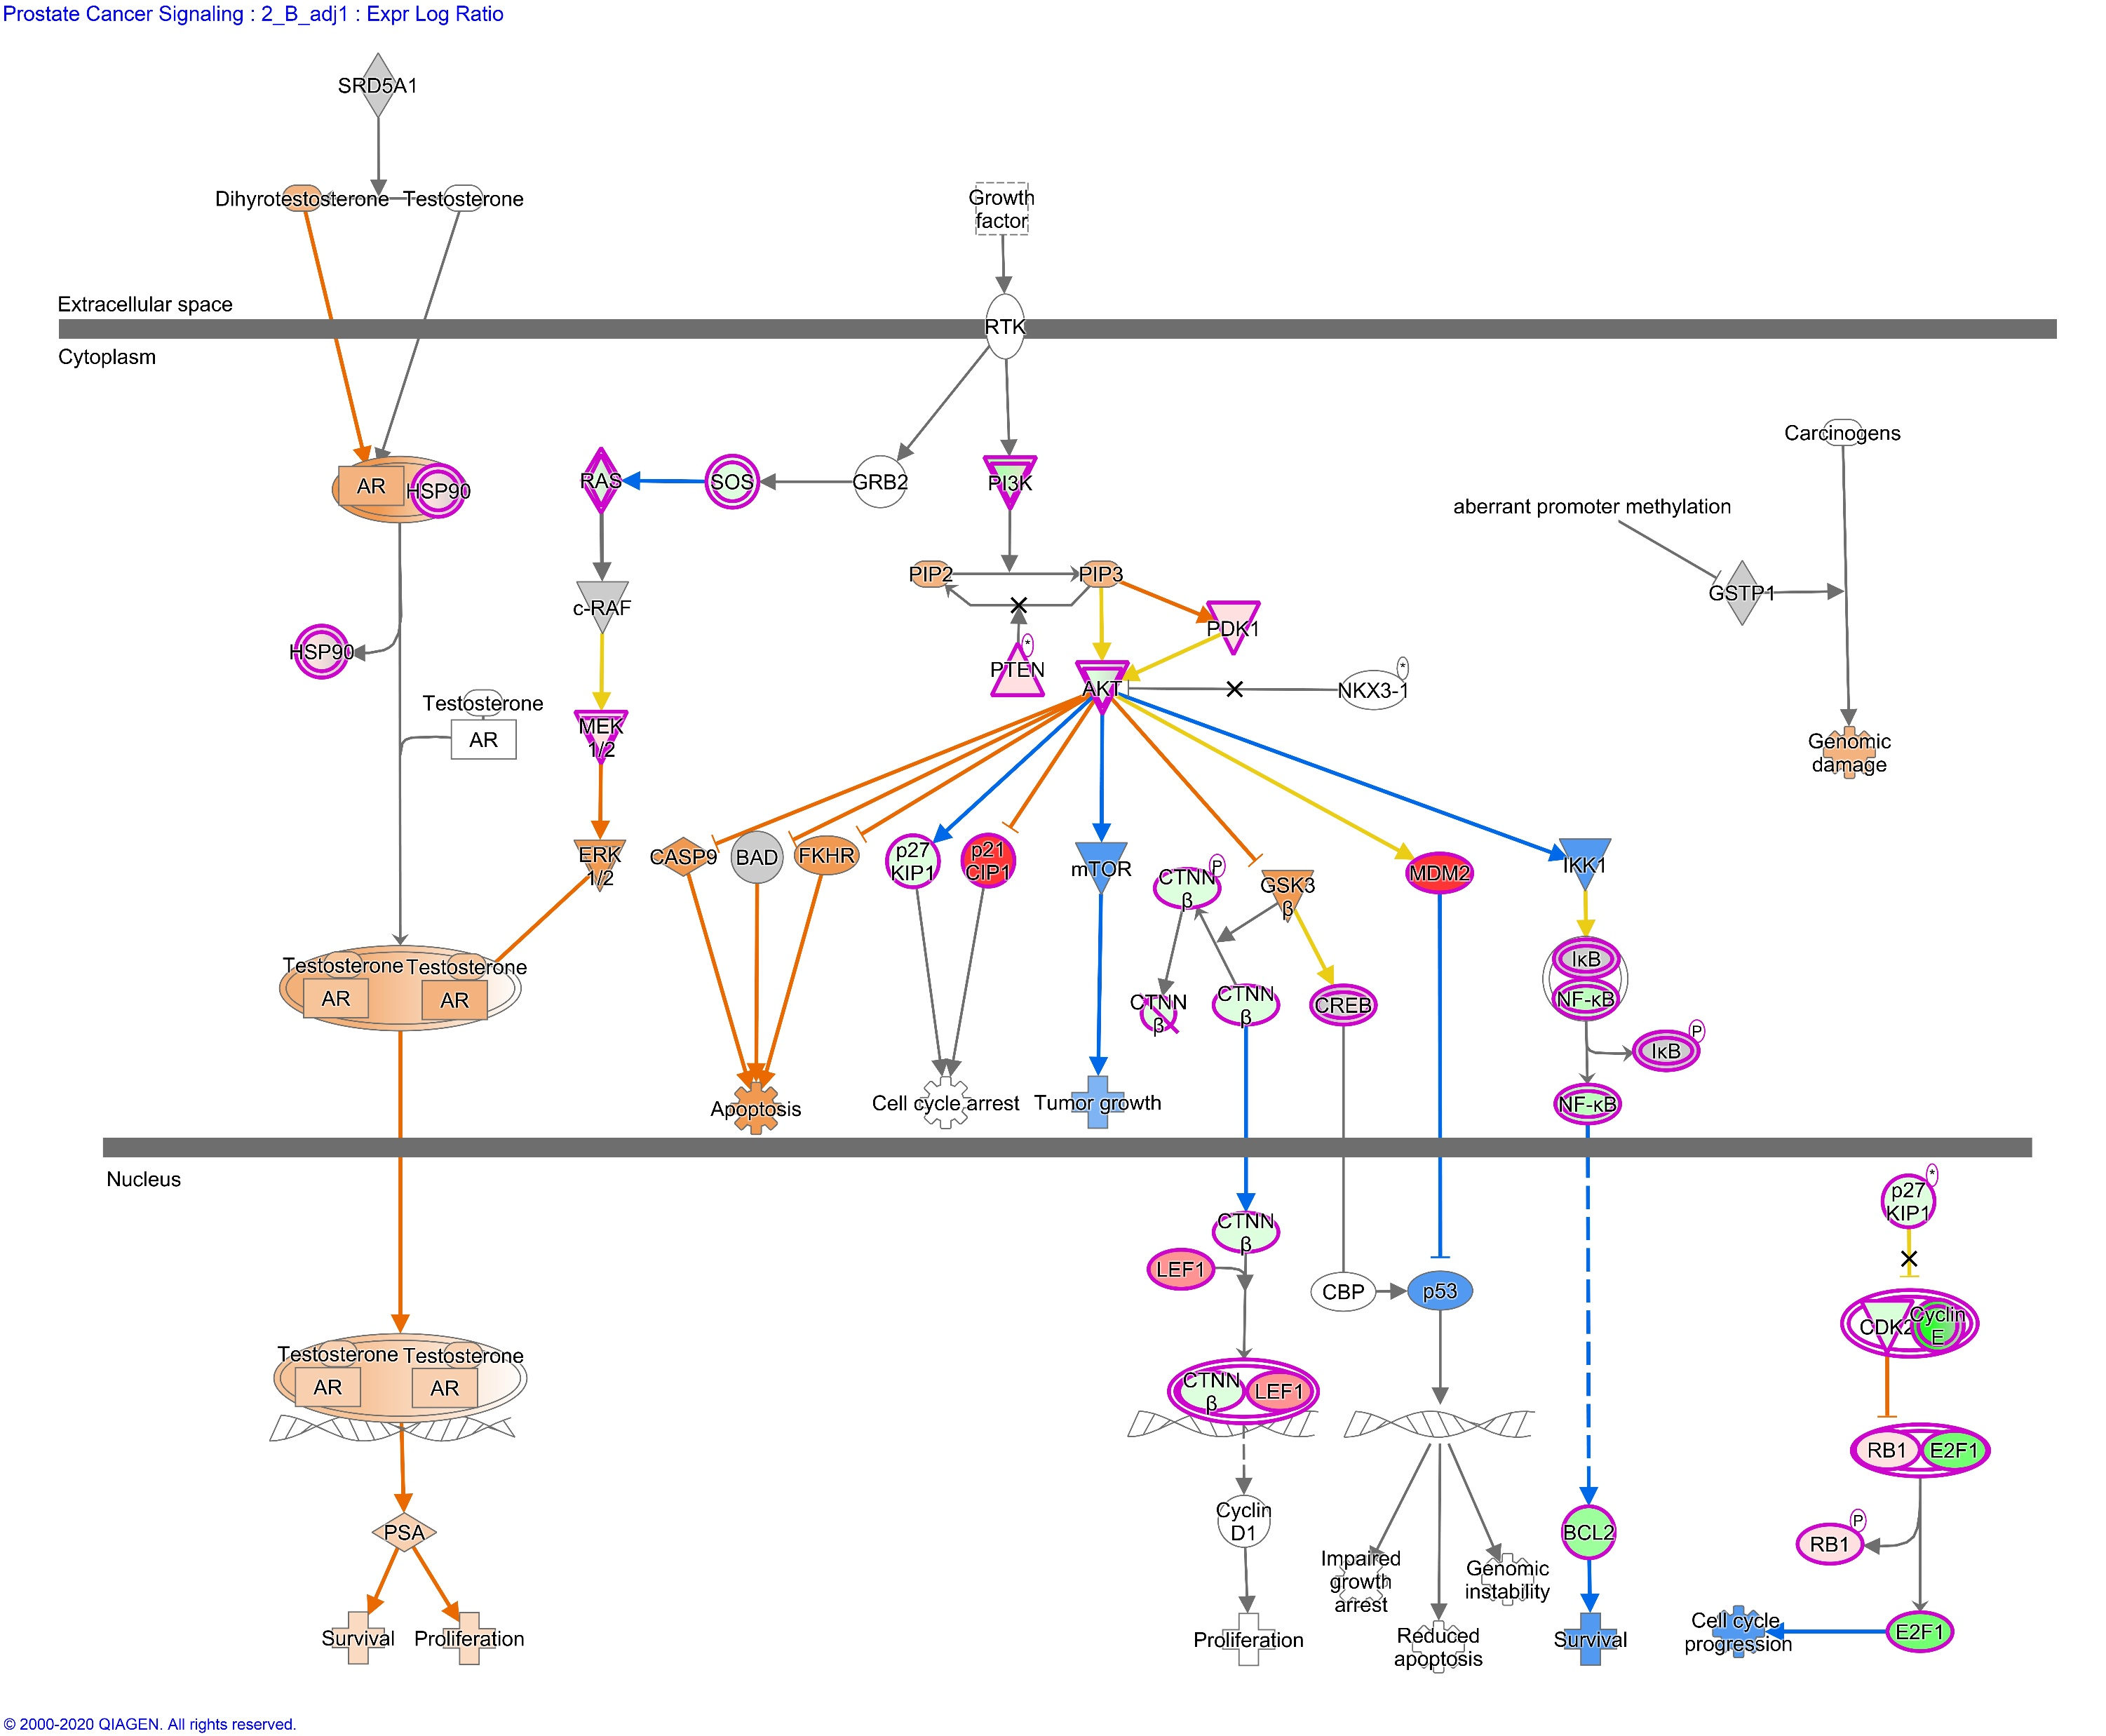 Prostate Cancer Signaling : 2_B_adj1 : Expr Log Ratio
SRD5A1
Dihyrotestosterone
Testosterone
Growth
factor
Extracellular space
RTK
Cytoplasm
Carcinogens
AR
HSP90
RAS
SOS
GRB2
PI3K
aberrant promoter methylation
PIP2
PIP3
GSTP1
c-RAF
PDK1
HSP90
*
PTEN
AKT
*
NKX3-1
Testosterone
AR
MEK
1/2
Genomic
damage
ERK
1/2
CASP9
BAD
FKHR
p27
KIP1
p21
CIP1
mTOR
P
CTNN
β
GSK3
β
MDM2
IKK1
IκB
NF-κB
Testosterone
Testosterone
AR
AR
CTNN
β
CTNN
β
CREB
P
IκB
Apoptosis
Cell cycle arrest
Tumor growth
NF-κB
Nucleus
*
p27
KIP1
CTNN
β
LEF1
CBP
p53
CDK2
Cyclin
E
Testosterone
Testosterone
AR
AR
CTNN
β
LEF1
RB1
E2F1
PSA
Cyclin
D1
BCL2
P
RB1
Impaired
growth
arrest
Genomic
instability
Survival
Proliferation
Proliferation
Reduced
apoptosis
Survival
Cell cycle
progression
E2F1
© 2000-2020 QIAGEN. All rights reserved.